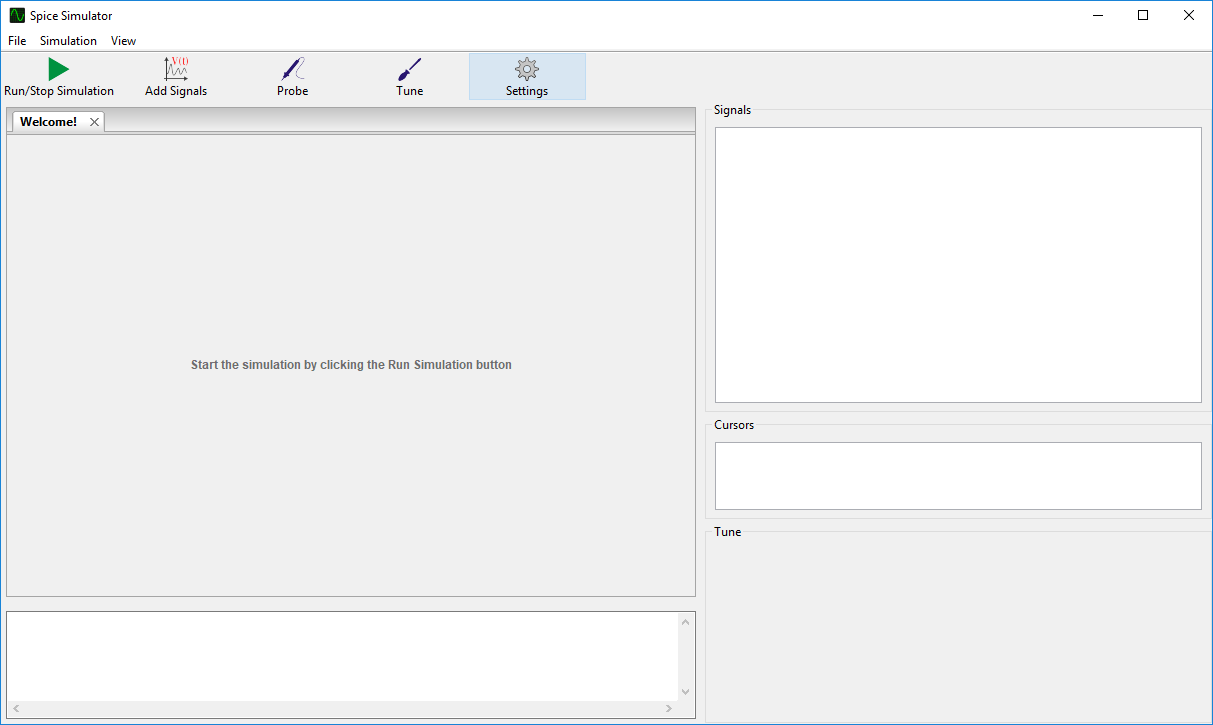 Spice Simulator
File Simulation View
V(t)
Run/Stop Simulation Add Signals Probe Tune Settings
Welcome!
Start the simulation by clicking the Run Simulation button
Signals
Cursors
Tune